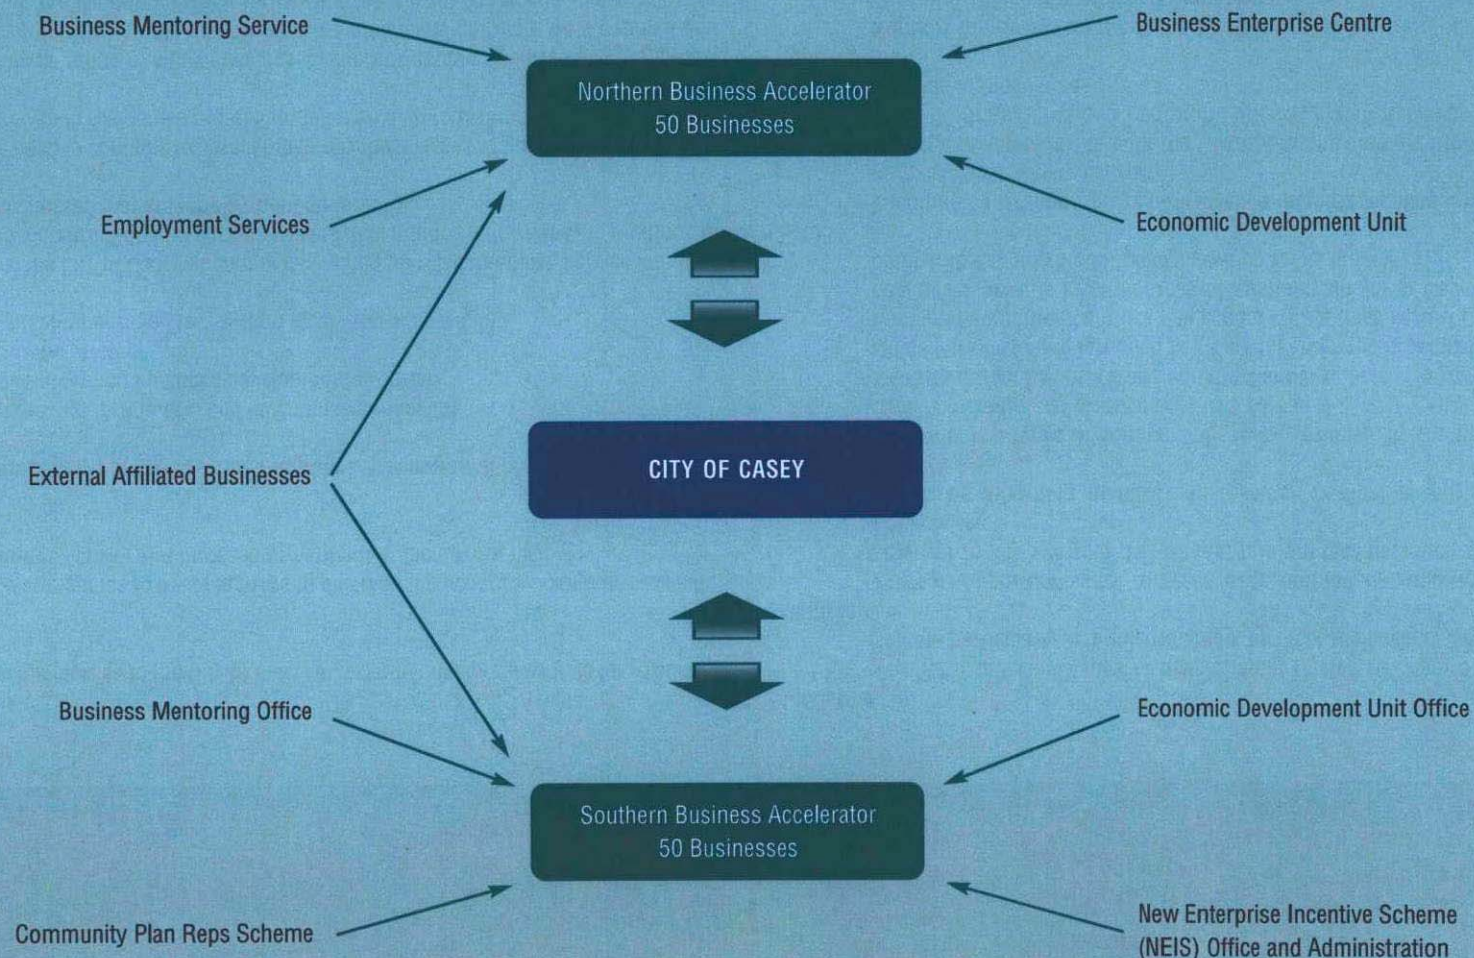 Business Mentoring Service
Business Enterprise Centre
Northern Business Accelerator
50 Businesses
Employment Services
Economic Development Unit
External Affiliated Businesses
CITY OF CASEY
Business Mentoring Office
Economic Development Unit Office
Southern Business Accelerator
50 Businesses
Community Plan Reps Scheme
New Enterprise Incentive Scheme
(NEIS) Office and Administration